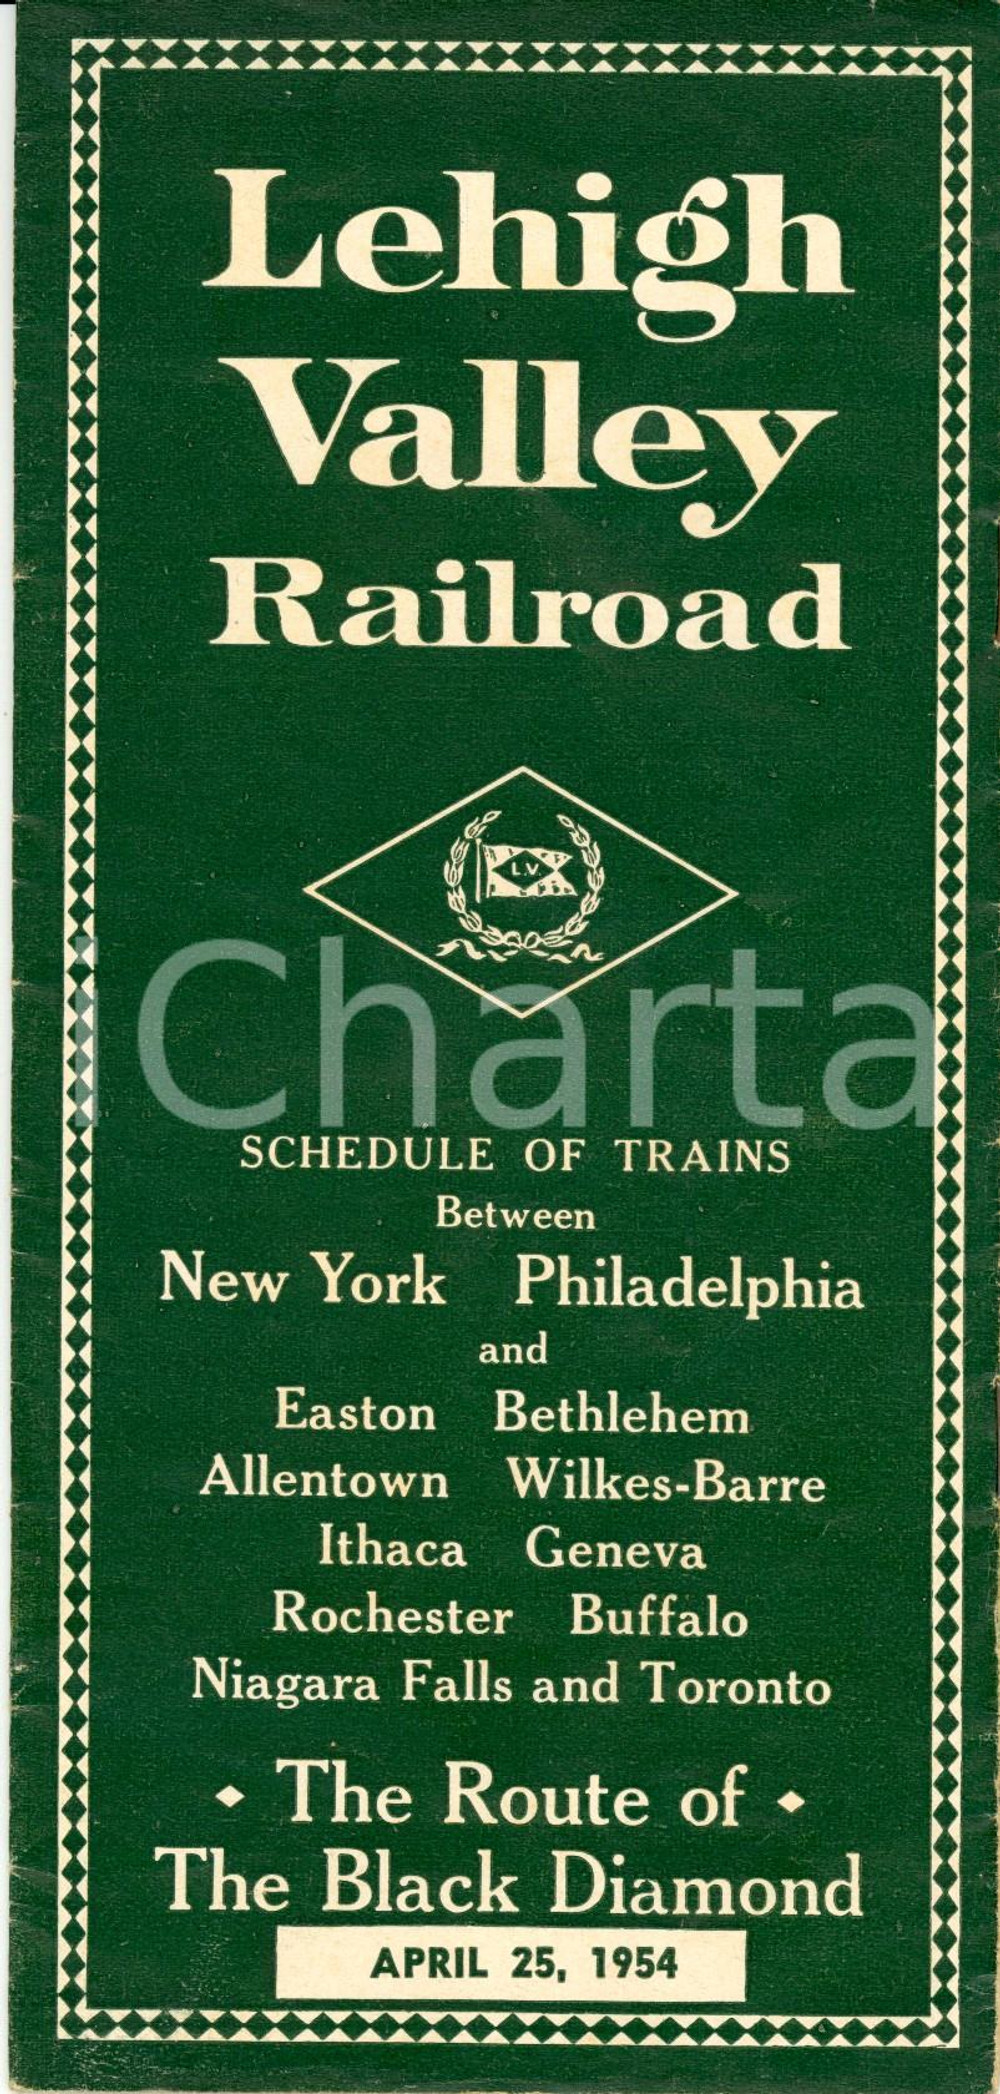 Lehigh
Valley
Railroad
L.V.
iCharta
SCHEDULE OF TRAINS
Between
New York Philadelphia
and
Easton Bethlehem
Allentown Wilkes-Barre
Ithaca Geneva
Rochester Buffalo
Niagara Falls and Toronto
The Route of
The Black Diamond
APRIL 25, 1954